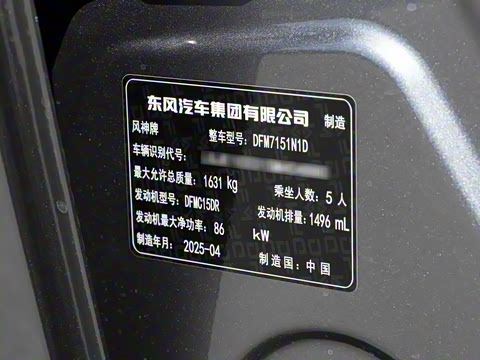 东风汽车集团有限公司 制造
风神牌 整车型号: DFM7151N1D
车辆识别代号:
最大允许总质量: 1631 kg 乘坐人数: 5 人
发动机型号: DFMC15DR 发动机排量: 1496 mL
发动机最大净功率: 86 kW
制造年月: 2025-04 制造国: 中国